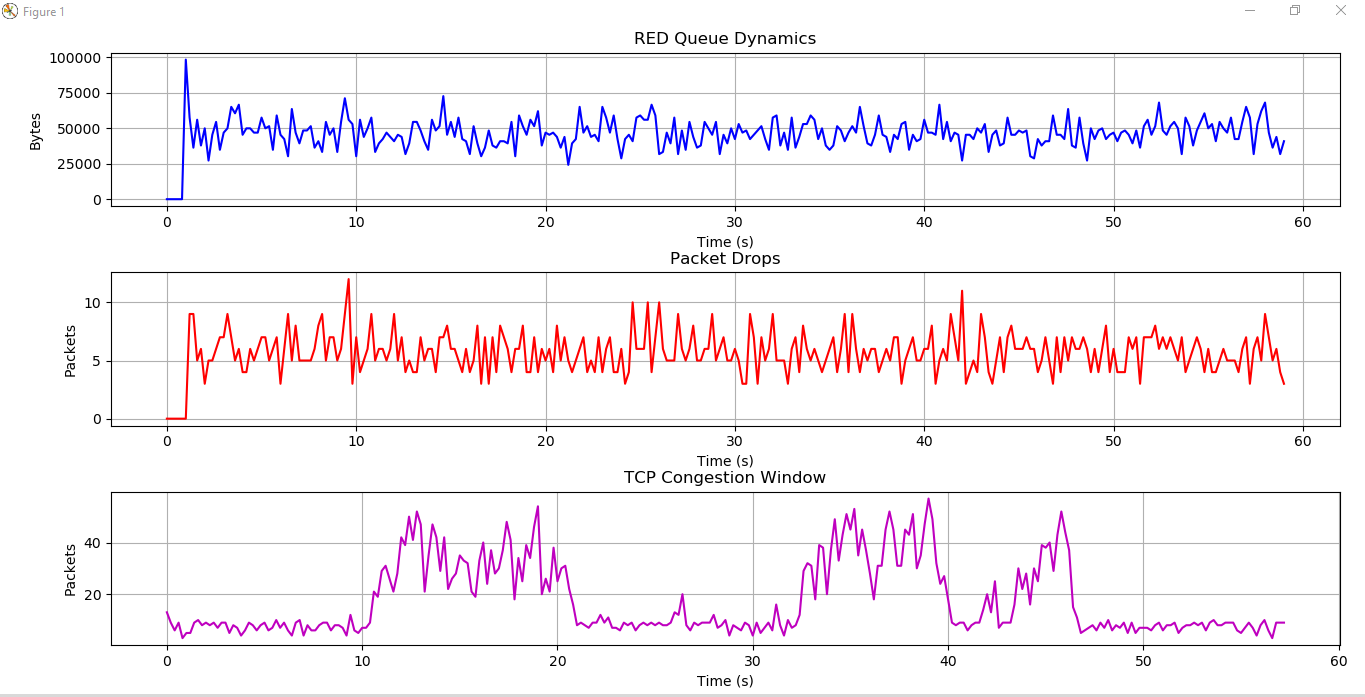 Figure 1
RED Queue Dynamics
100000
75000
50000
25000
0
Bytes
0 10 20 30 40 50 60
Time (s)
Packet Drops
10
5
0
Packets
0 10 20 30 40 50 60
Time (s)
TCP Congestion Window
40
20
Packets
0 10 20 30 40 50 60
Time (s)